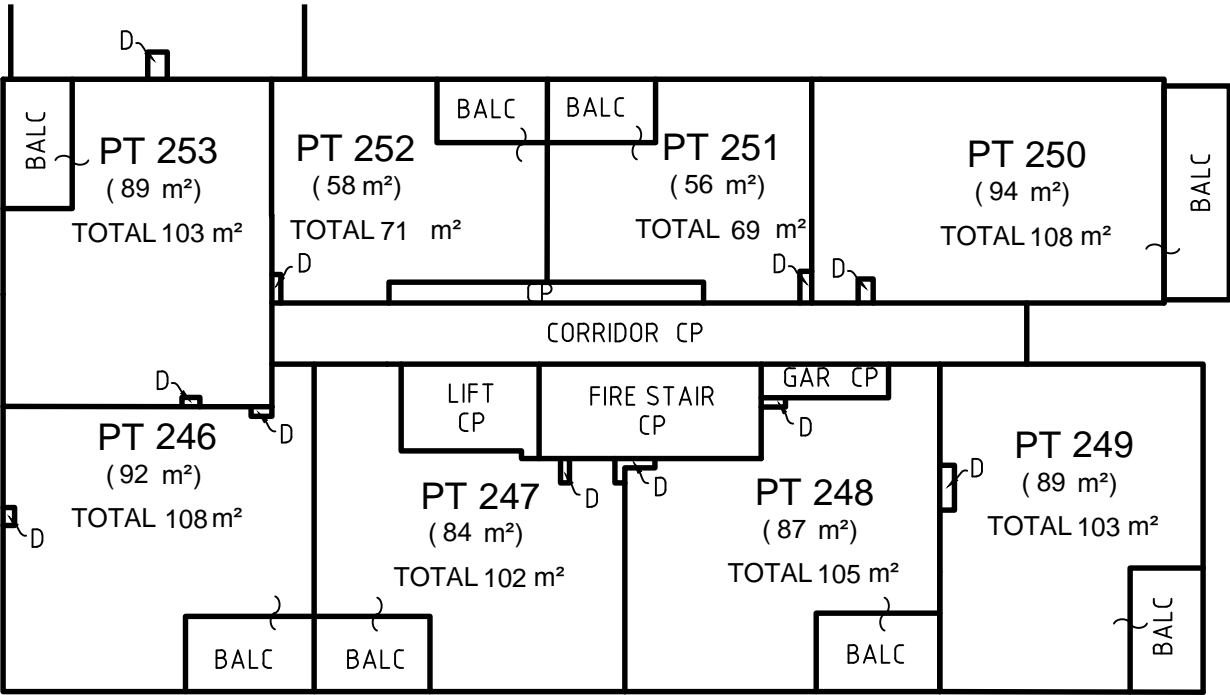 D
BALC
PT 253
( 89 m²)
TOTAL 103 m²
PT 252
( 58 m²)
TOTAL 71 m²
D
BALC
BALC
PT 251
( 56 m²)
TOTAL 69 m²
D
PT 250
( 94 m²)
TOTAL 108 m²
D
BALC
CP
CORRIDOR CP
D
D
PT 246
( 92 m²)
TOTAL 108 m²
D
BALC
LIFT
CP
FIRE STAIR
CP
GAR CP
D
PT 247
( 84 m²)
TOTAL 102 m²
D
D
BALC
PT 248
( 87 m²)
TOTAL 105 m²
BALC
D
PT 249
( 89 m²)
TOTAL 103 m²
BALC